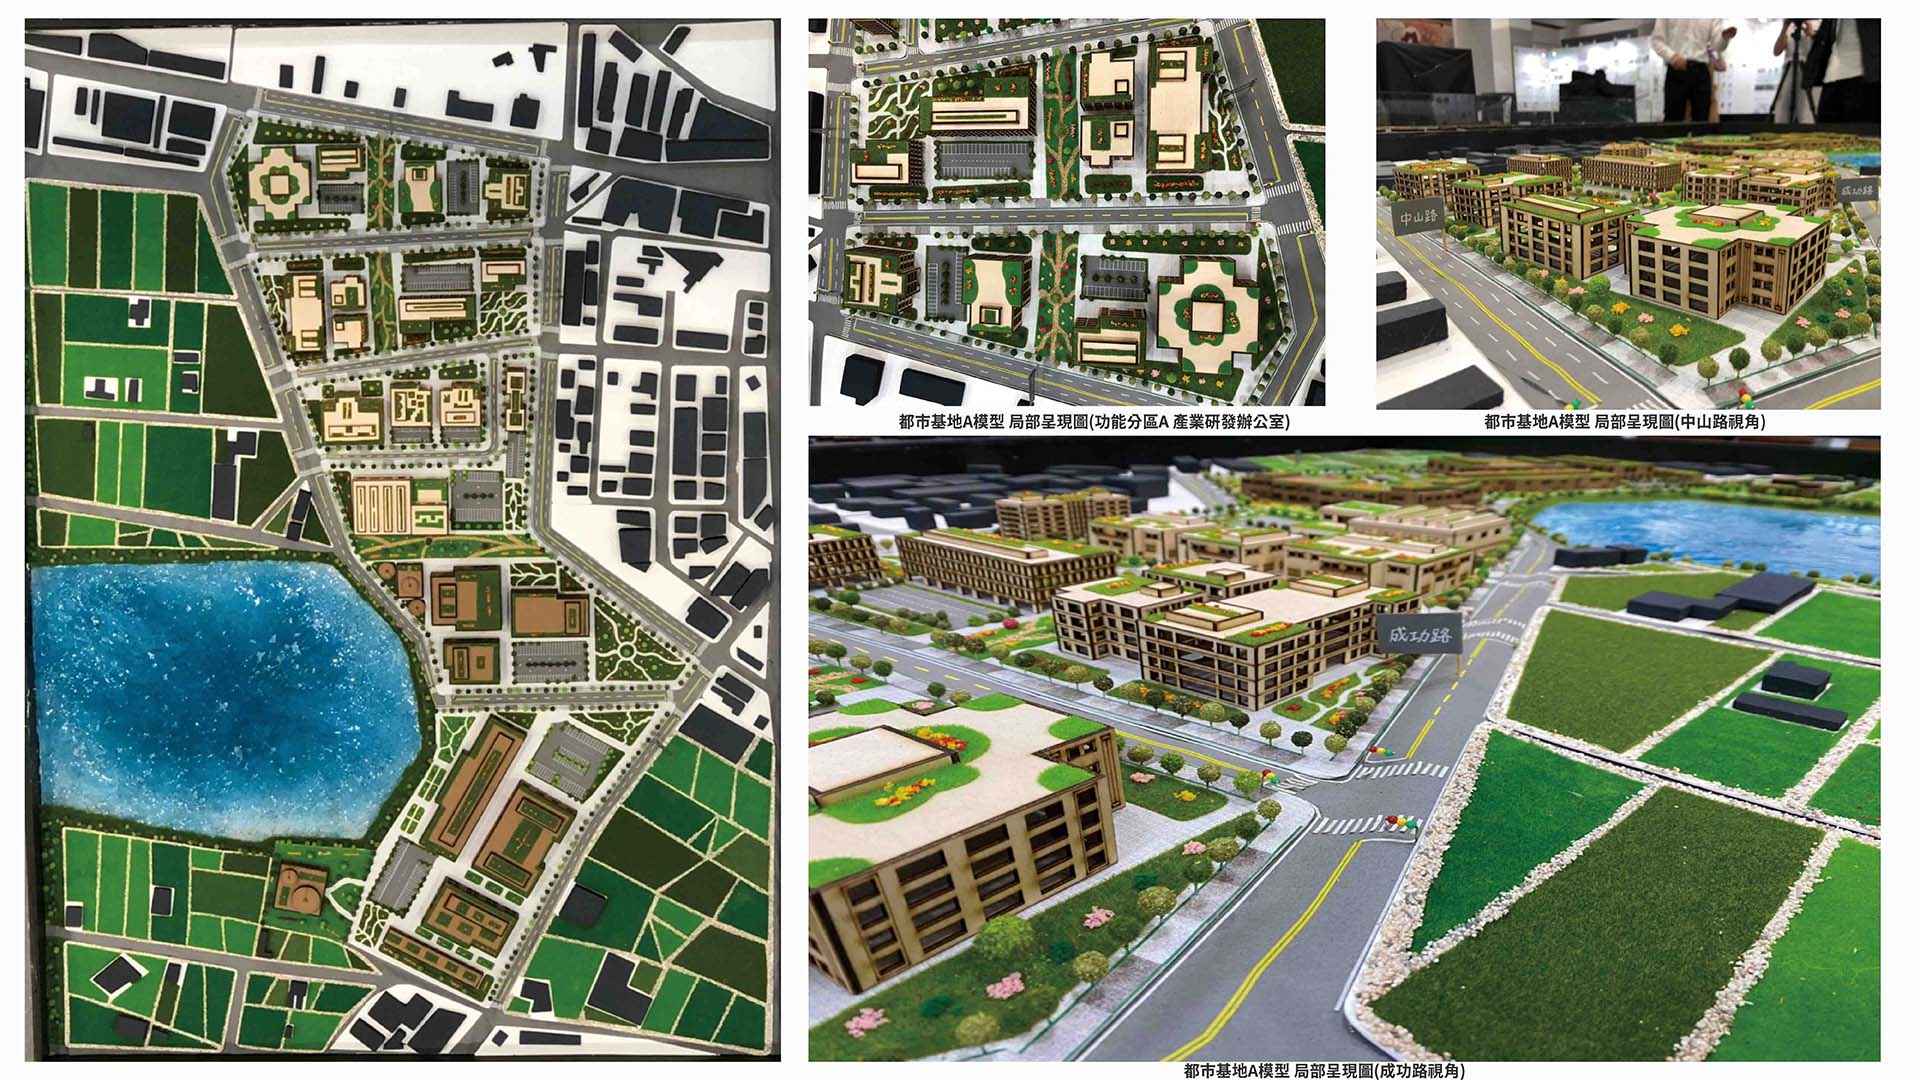 都市基地A模型 局部呈現圖(功能分區A 產業研發辦公室)
中山路
成功路
都市基地A模型 局部呈現圖(中山路視角)
成功路
都市基地A模型 局部呈現圖(成功路視角)